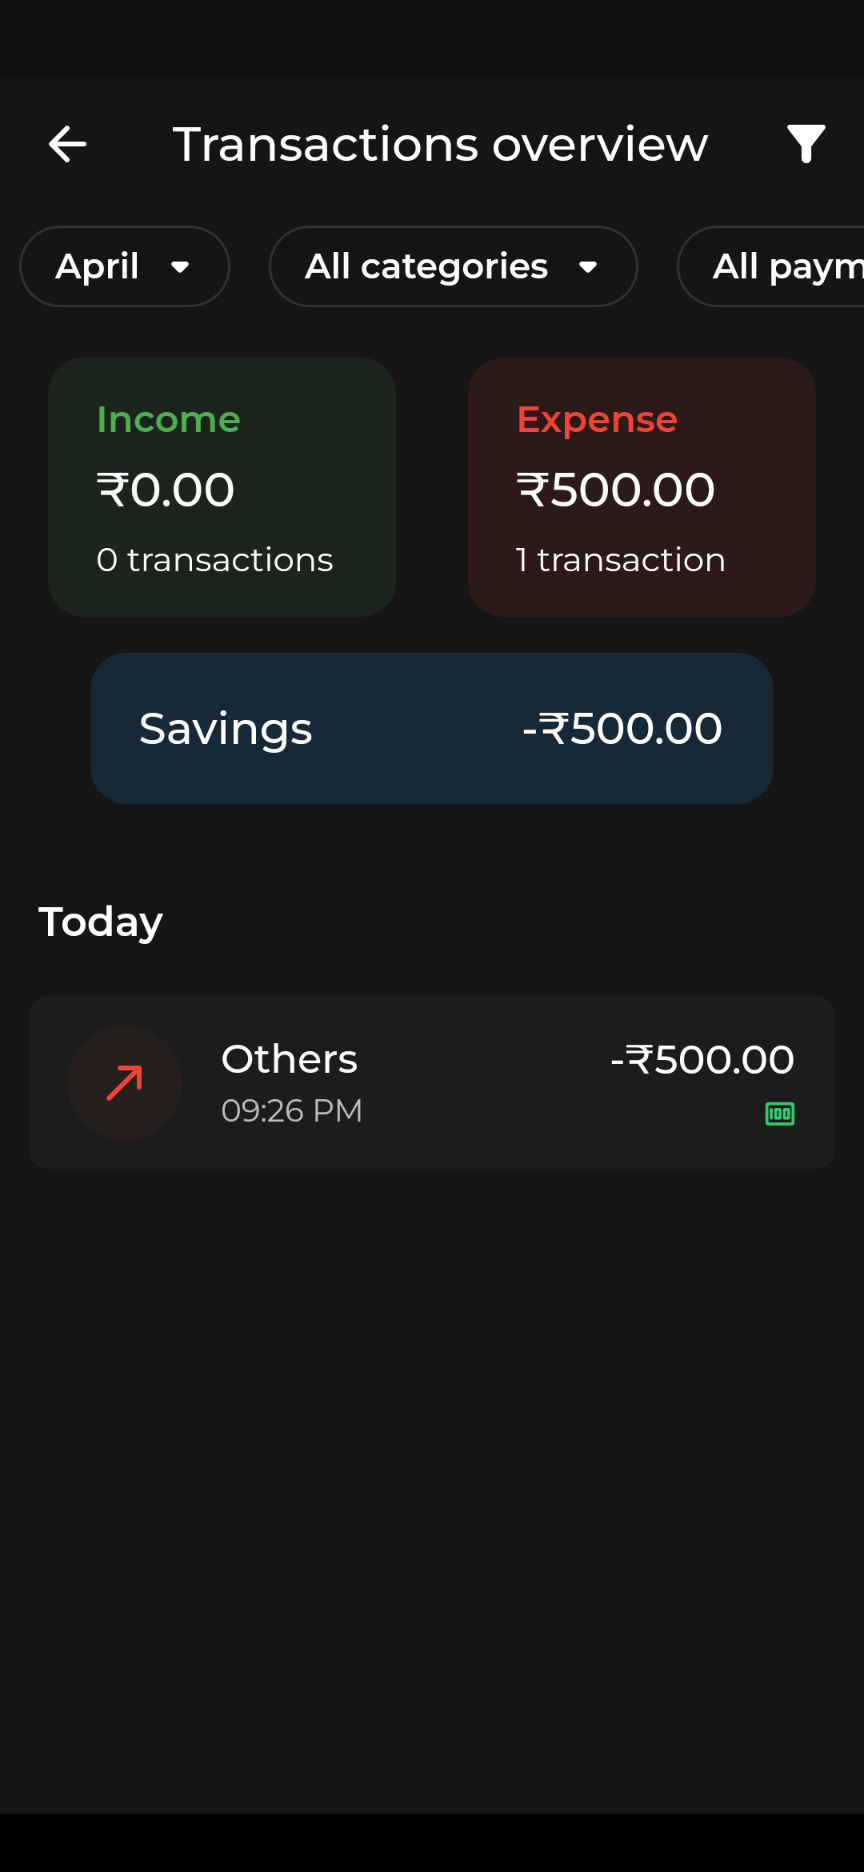 Transactions overview
April
All categories
All paym
Income
₹0.00
0 transactions
Expense
₹500.00
1 transaction
Savings -₹500.00
Today
Others -₹500.00
09:26 PM
100